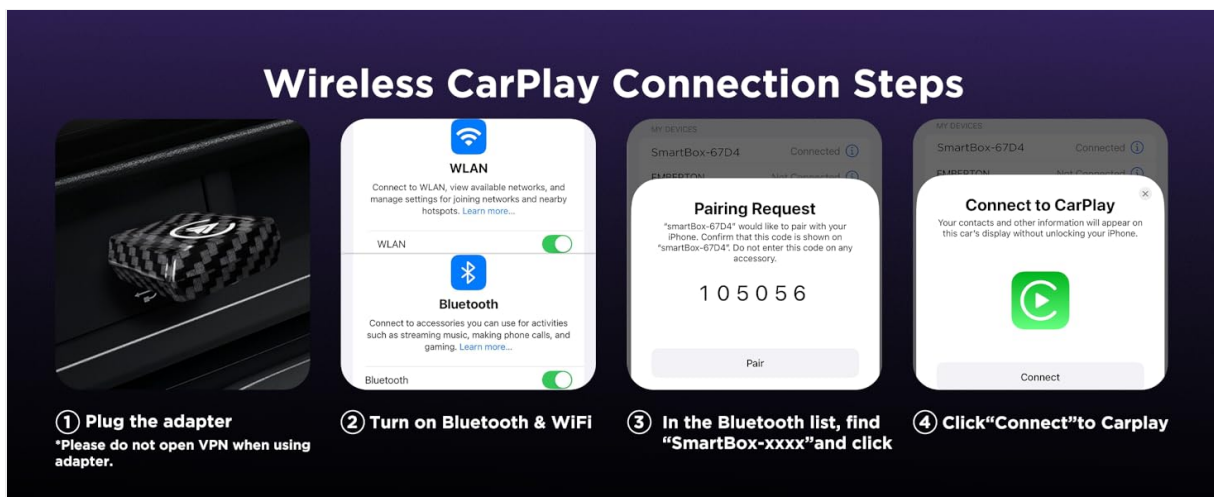 Wireless CarPlay Connection Steps
WLAN
Connect to WLAN, view available networks, and
manage settings for joining networks and nearby
hotspots. Learn more...
WLAN
Bluetooth
Connect to accessories you can use for activities
such as streaming music, making phone calls, and
gaming. Learn more...
Bluetooth
MY DEVICES
SmartBox-67D4 Connected
EMBERTON Not Connected
Pairing Request
"smartBox-67D4" would like to pair with your
iPhone. Confirm that this code is shown on
"smartBox-67D4". Do not enter this code on any
accessory.
105056
Pair
MY DEVICES
SmartBox-67D4 Connected
EMBERTON Not Connected
Connect to CarPlay
Your contacts and other information will appear on
this car's display without unlocking your iPhone.
Connect
① Plug the adapter
*Please do not open VPN when using
adapter.
② Turn on Bluetooth & WiFi
③ In the Bluetooth list, find
“SmartBox-xxxx”and click
④ Click“Connect”to Carplay